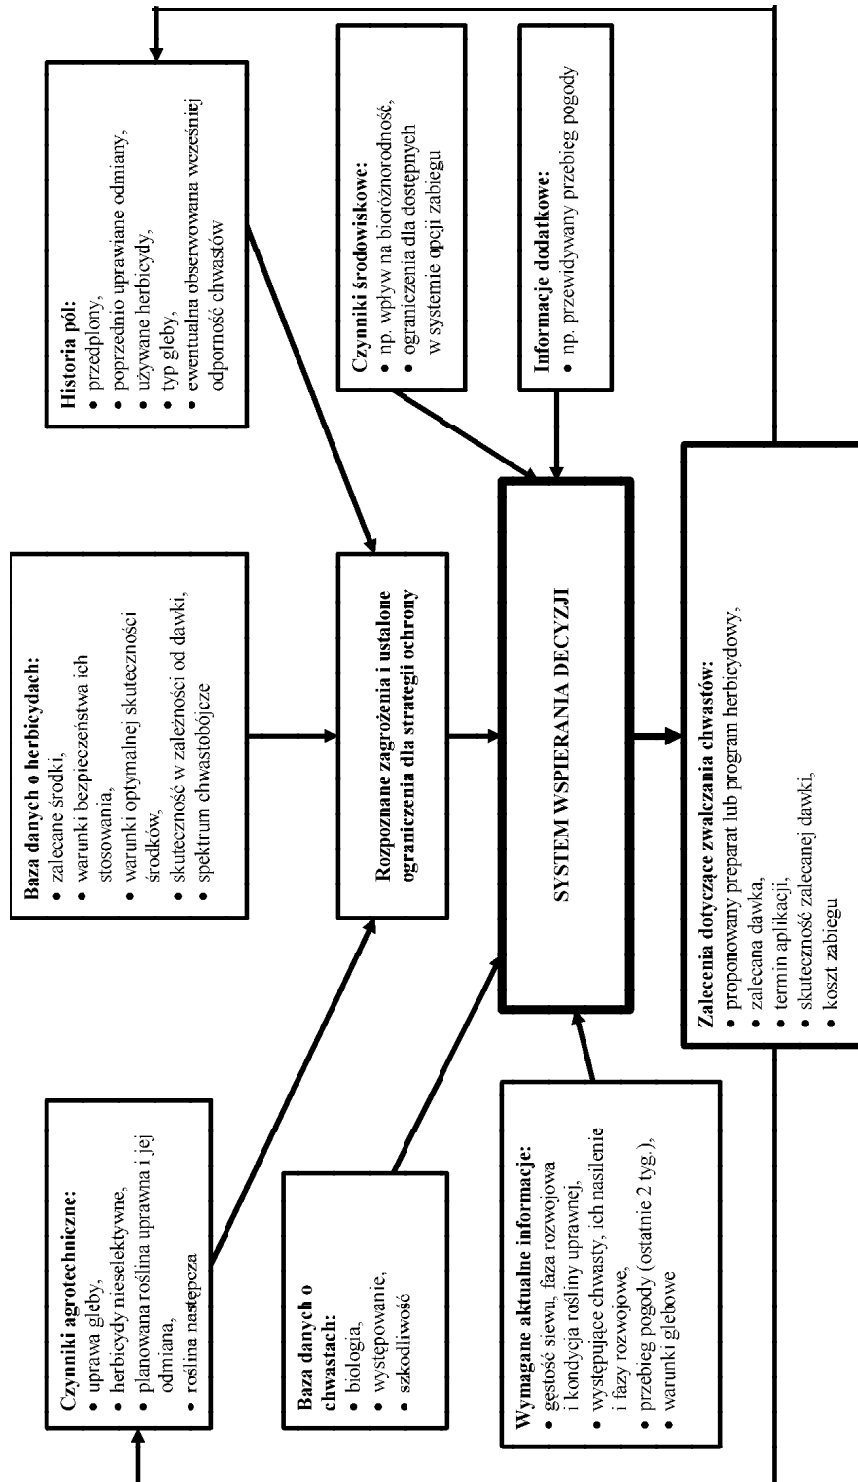 Czynniki agrotechniczne:
• uprawa gleby,
• herbicydy nieselektywne,
• planowana roślina uprawna i jej
odmiana,
• roślina następcza
Baza danych o herbicydach:
• zalecane środki,
• warunki bezpieczeństwa ich
stosowania,
• warunki optymalnej skuteczności
środków,
• skuteczność w zależności od dawki,
• spektrum chwastobójcze
Historia pól:
• przedplony,
• poprzednio uprawiane odmiany,
• używane herbicydy,
• typ gleby,
• ewentualna obserwowana wcześniej
odporność chwastów
Baza danych o
chwastach:
• biologia,
• występowanie,
• szkodliwość
Rozpoznane zagrożenia i ustalone
ograniczenia dla strategii ochrony
Czynniki środowiskowe:
• np. wpływ na bioróżnorodność,
• ograniczenia dla dostępnych
w systemie opcji zabiegu
Wymagane aktualne informacje:
• gęstość siewu, faza rozwojowa
i kondycja rośliny uprawnej,
• występujące chwasty, ich nasilenie
i fazy rozwojowe,
• przebieg pogody (ostatnie 2 tyg.),
• warunki glebowe
SYSTEM WSPIERANIA DECYZJI
Informacje dodatkowe:
• np. przewidywany przebieg pogody
Zalecenia dotyczące zwalczania chwastów:
• proponowany preparat lub program herbicydowy,
• zalecana dawka,
• termin aplikacji,
• skuteczność zalecanej dawki,
• koszt zabiegu